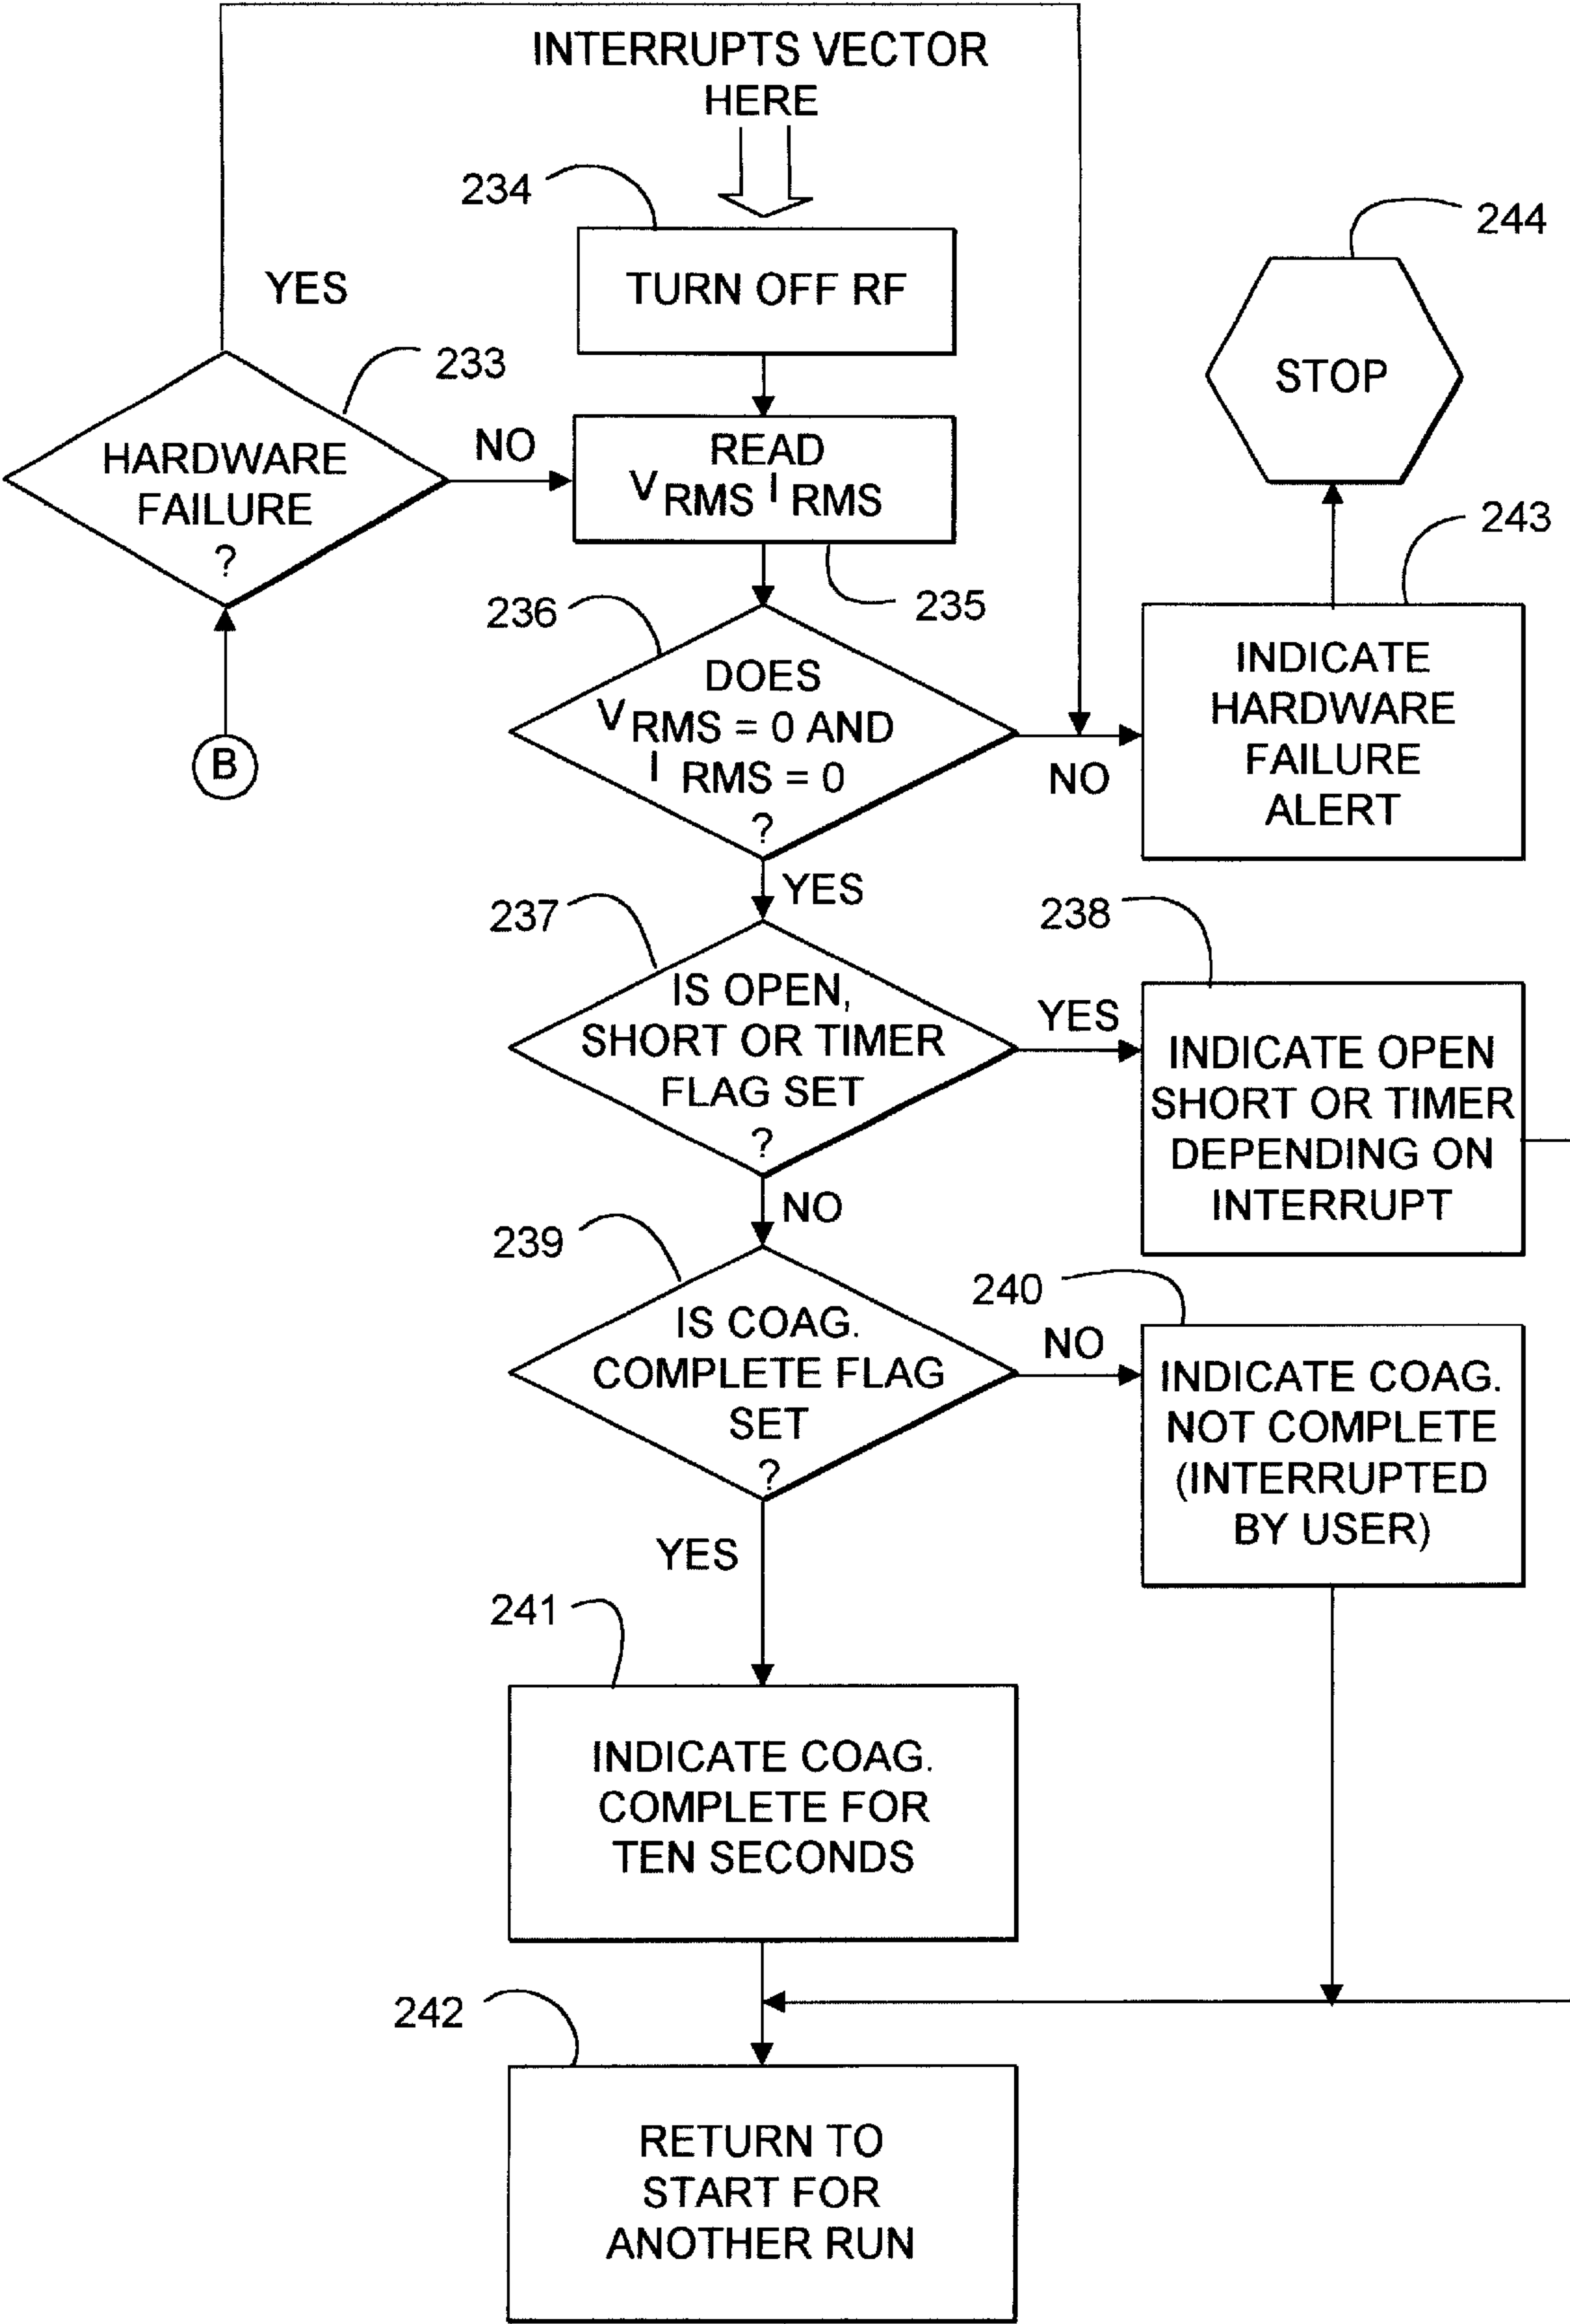 INTERRUPTS VECTOR
HERE
234
TURN OFF RF
244
STOP
YES
233
HARDWARE
FAILURE
?
NO
READ
V RMS I RMS
235
243
INDICATE
HARDWARE
FAILURE
ALERT
B
236
DOES
V RMS = 0 AND
I RMS = 0
?
NO
YES
237
IS OPEN,
SHORT OR TIMER
FLAG SET
?
YES
238
INDICATE OPEN
SHORT OR TIMER
DEPENDING ON
INTERRUPT
NO
239
IS COAG.
COMPLETE FLAG
SET
?
NO
240
INDICATE COAG.
NOT COMPLETE
(INTERRUPTED
BY USER)
YES
241
INDICATE COAG.
COMPLETE FOR
TEN SECONDS
242
RETURN TO
START FOR
ANOTHER RUN